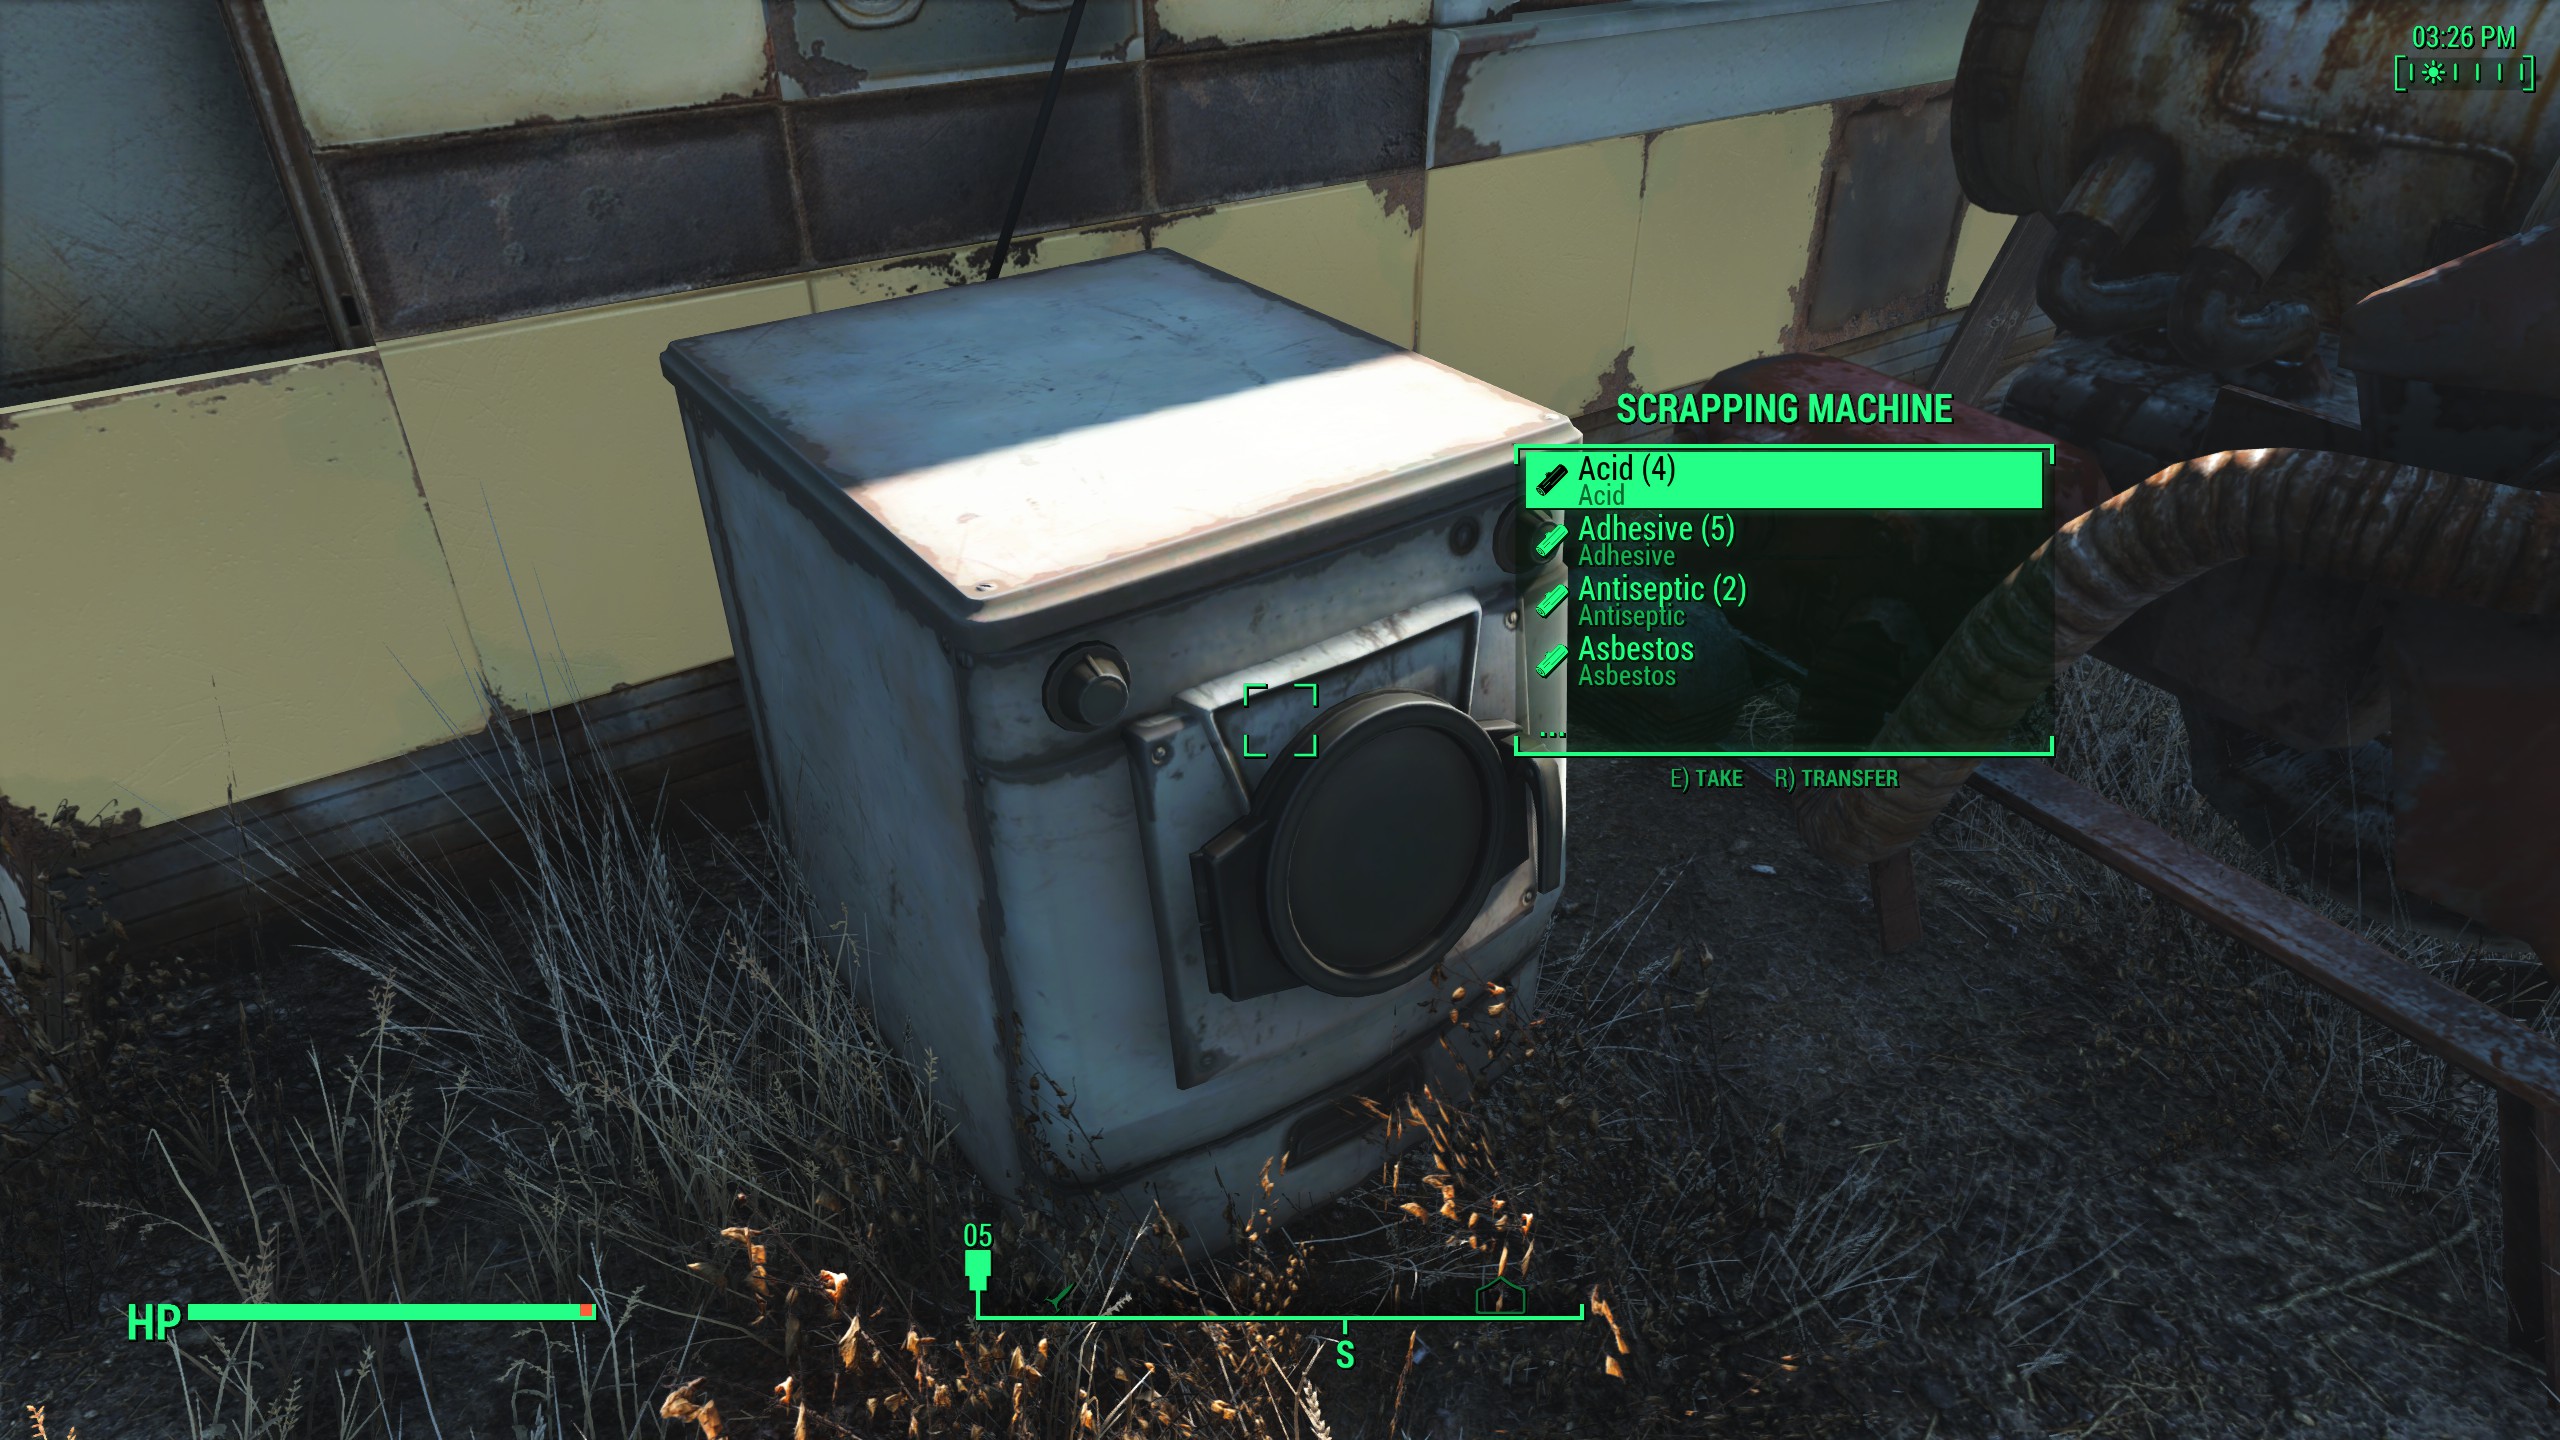 03:26 PM
SCRAPPING MACHINE
Acid (4)
Acid
Adhesive (5)
Adhesive
Antiseptic (2)
Antiseptic
Asbestos
Asbestos
...
E) TAKE R) TRANSFER
05
HP
S